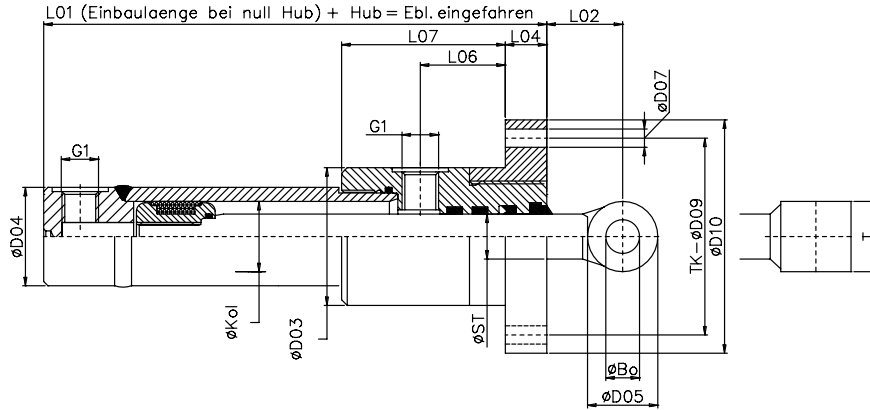 L01 (Einbaulaenge bei null Hub) + Hub = Ebl. eingefahren
L02
L07
L04
L06
øD07
G1
G1
øD04
øKol
øD03
øST
TK-øD09
øD10
T
øBo
øD05